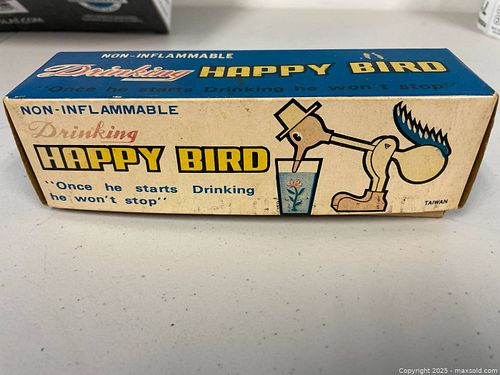 NON-INFLAMMABLE
Drinking HAPPY BIRD
"Once he starts Drinking he won't stop"
NON-INFLAMMABLE
Drinking
HAPPY BIRD
"Once he starts Drinking
he won't stop"
TAIWAN
Copyright 2025 - maxsold.com